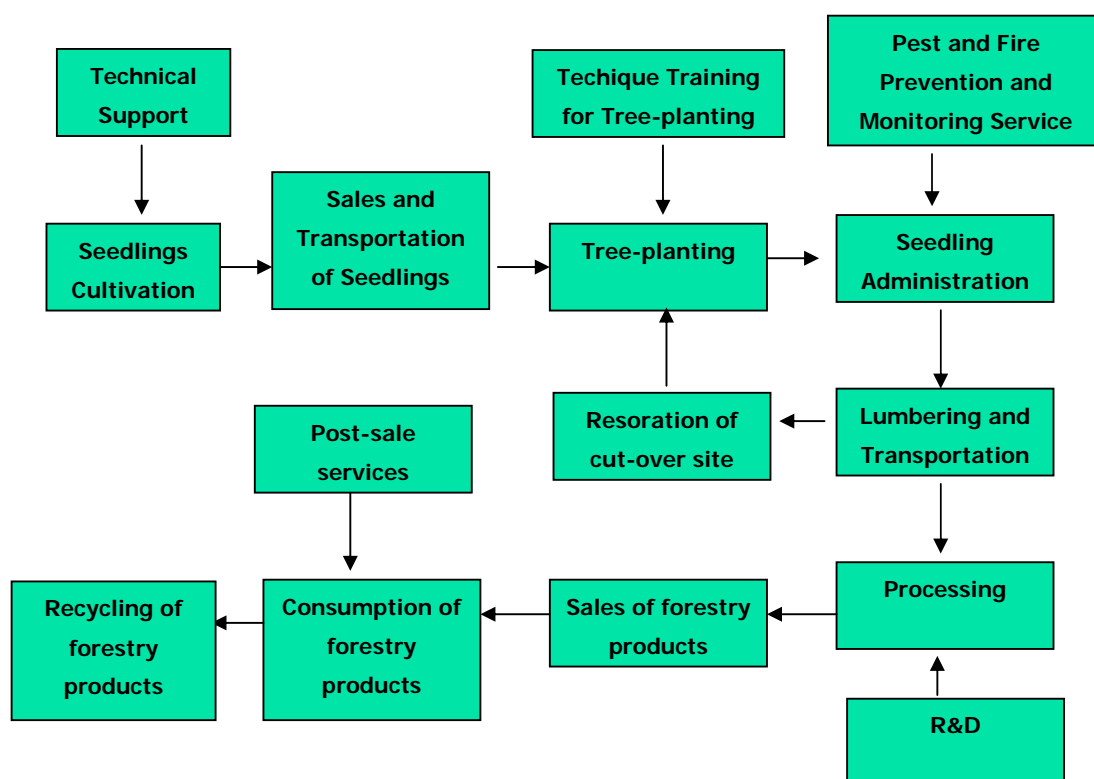 Technical
Support
Techique Training
for Tree-planting
Pest and Fire
Prevention and
Monitoring Service
Seedlings
Cultivation
Sales and
Transportation
of Seedlings
Tree-planting
Seedling
Administration
Post-sale
services
Resoration of
cut-over site
Lumbering and
Transportation
Recycling of
forestry
products
Consumption of
forestry
products
Sales of forestry
products
Processing
R&D